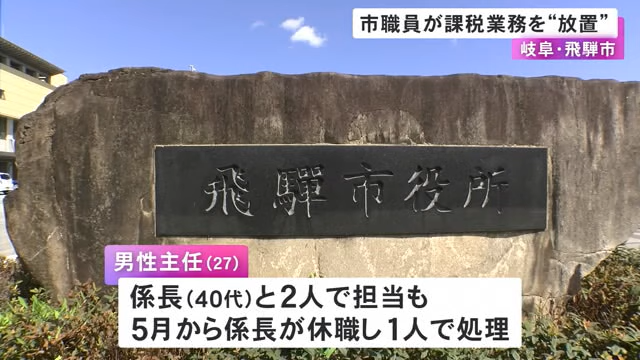 市職員が課税業務を“放置”
岐阜・飛騨市
飛驒市役所
男性主任(27)
係長(40代)と2人で担当も
5月から係長が休職し1人で処理